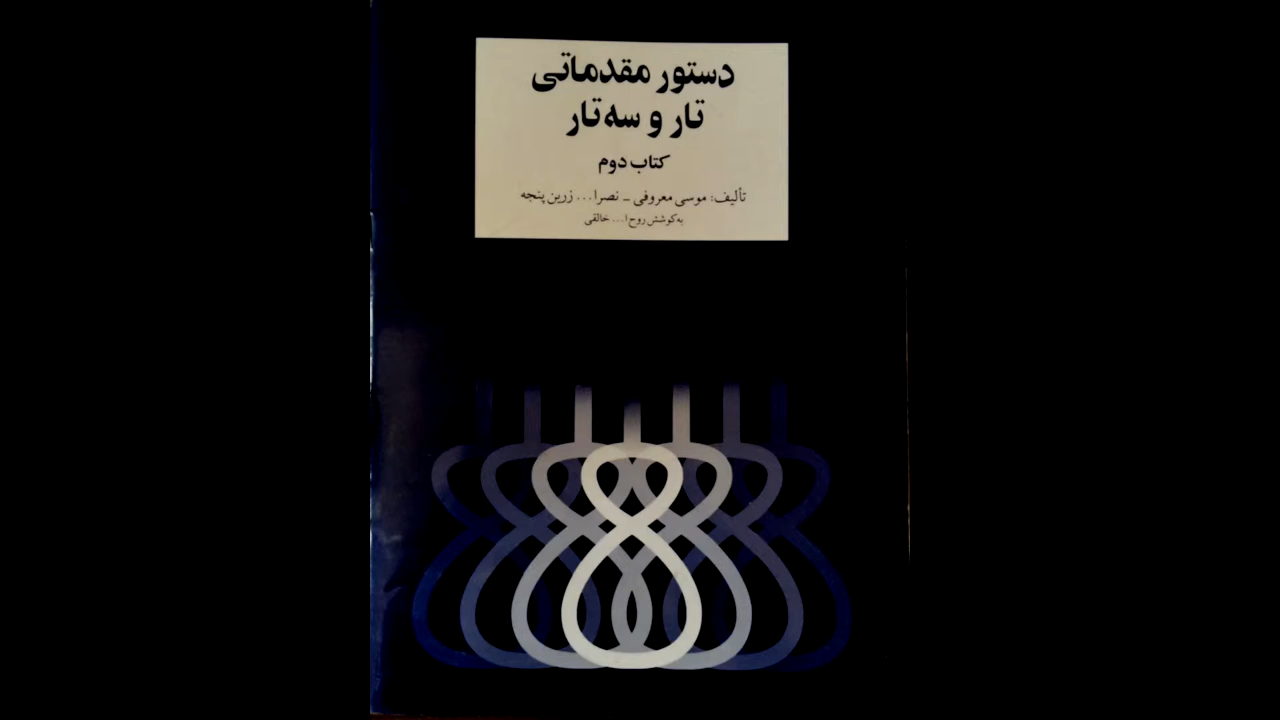 دستور مقدماتی
تار و سه‌تار
کتاب دوم
تألیف: موسی معروفی ـ نصرا... زرین پنجه
به‌کوشش روح ا... خالقی